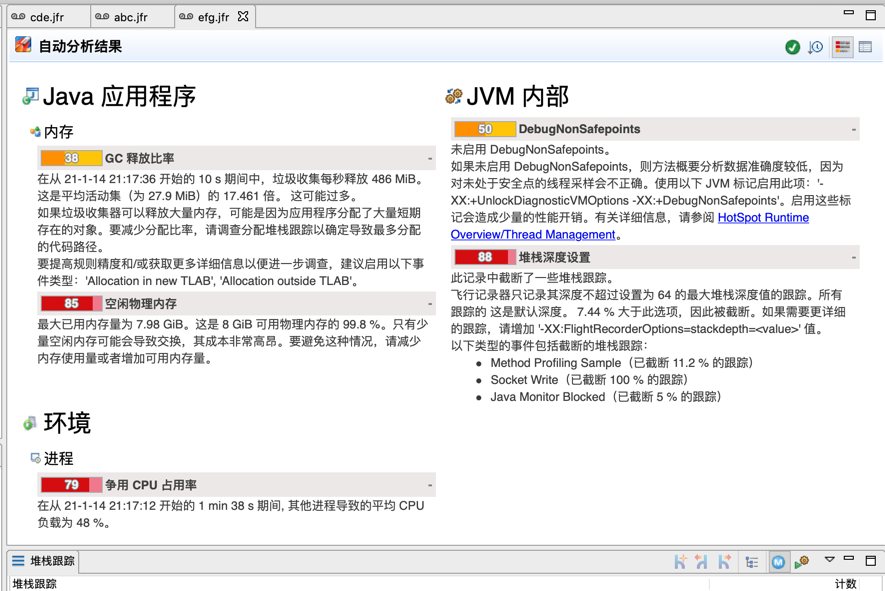 cde.jfr
abc.jfr
efg.jfr
自动分析结果
Java 应用程序
内存
38 GC 释放比率 -
在从 21-1-14 21:17:36 开始的 10 s 期间中，垃圾收集每秒释放 486 MiB。
这是平均活动集（为 27.9 MiB）的 17.461 倍。 这可能过多。
如果垃圾收集器可以释放大量内存，可能是因为应用程序分配了大量短期
存在的对象。要减少分配比率，请调查分配堆栈跟踪以确定导致最多分配
的代码路径。
要提高规则精度和/或获取更多详细信息以便进一步调查，建议启用以下事
件类型：'Allocation in new TLAB', 'Allocation outside TLAB'。
85 空闲物理内存 -
最大已用内存量为 7.98 GiB。这是 8 GiB 可用物理内存的 99.8 %。只有少
量空闲内存可能会导致交换，其成本非常高昂。要避免这种情况，请减少
内存使用量或者增加可用内存量。
环境
进程
79 争用 CPU 占用率 -
在从 21-1-14 21:17:12 开始的 1 min 38 s 期间, 其他进程导致的平均 CPU
负载为 48 %。
JVM 内部
50 DebugNonSafepoints -
未启用 DebugNonSafepoints。
如果未启用 DebugNonSafepoints，则方法概要分析数据准确度较低，因为
对未处于安全点的线程采样会不正确。使用以下 JVM 标记启用此项：'-
XX:+UnlockDiagnosticVMOptions -XX:+DebugNonSafepoints'。启用这些标
记会造成少量的性能开销。有关详细信息，请参阅 HotSpot Runtime
Overview/Thread Management。
88 堆栈深度设置 -
此记录中截断了一些堆栈跟踪。
飞行记录器只记录其深度不超过设置为 64 的最大堆栈深度值的跟踪。所有
跟踪的 这是默认深度。 7.44 % 大于此选项，因此被截断。如果需要更详细
的跟踪，请增加 '-XX:FlightRecorderOptions=stackdepth=<value>' 值。
以下类型的事件包括截断的堆栈跟踪：
• Method Profiling Sample（已截断 11.2 % 的跟踪）
• Socket Write（已截断 100 % 的跟踪）
• Java Monitor Blocked（已截断 5 % 的跟踪）
堆栈跟踪
M
堆栈跟踪 计数